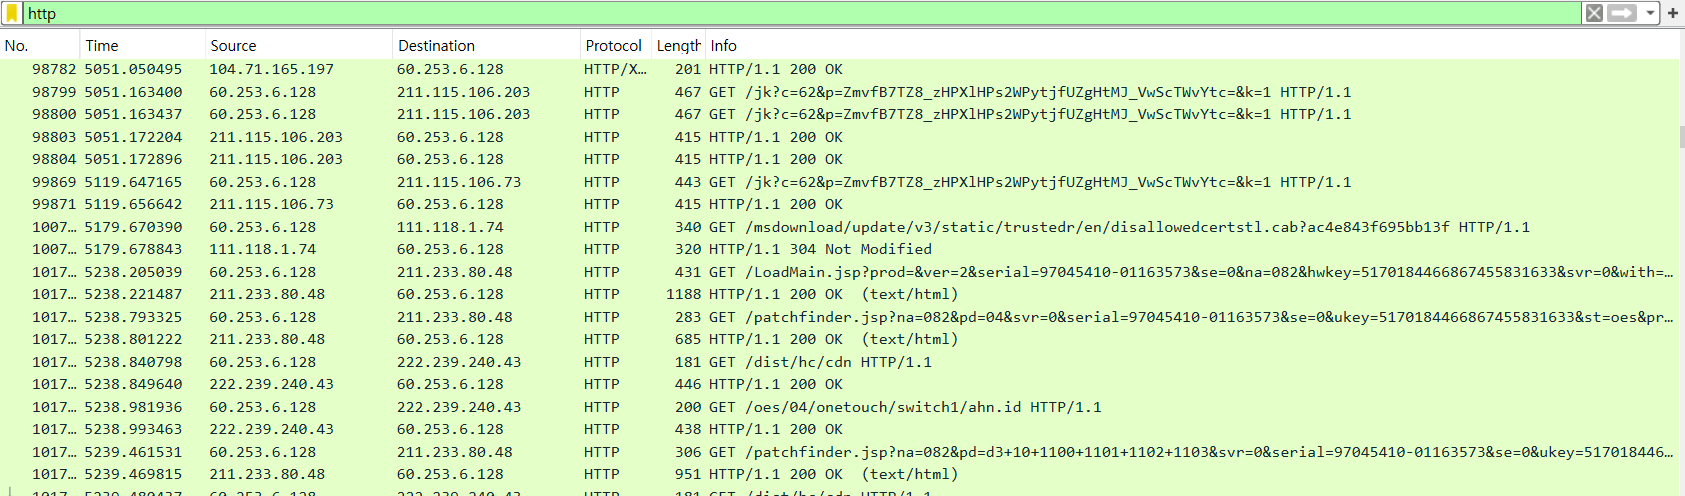 http
No. Time Source Destination Protocol Length Info
98782 5051.050495 104.71.165.197 60.253.6.128 HTTP/X… 201 HTTP/1.1 200 OK
98799 5051.163400 60.253.6.128 211.115.106.203 HTTP 467 GET /jk?c=62&p=ZmvfB7TZ8_zHPXlHPs2WPytjfUZgHtMJ_VwScTWvYtc=&k=1 HTTP/1.1
98800 5051.163437 60.253.6.128 211.115.106.203 HTTP 467 GET /jk?c=62&p=ZmvfB7TZ8_zHPXlHPs2WPytjfUZgHtMJ_VwScTWvYtc=&k=1 HTTP/1.1
98803 5051.172204 211.115.106.203 60.253.6.128 HTTP 415 HTTP/1.1 200 OK
98804 5051.172896 211.115.106.203 60.253.6.128 HTTP 415 HTTP/1.1 200 OK
99869 5119.647165 60.253.6.128 211.115.106.73 HTTP 443 GET /jk?c=62&p=ZmvfB7TZ8_zHPXlHPs2WPytjfUZgHtMJ_VwScTWvYtc=&k=1 HTTP/1.1
99871 5119.656642 211.115.106.73 60.253.6.128 HTTP 415 HTTP/1.1 200 OK
1007… 5179.670390 60.253.6.128 111.118.1.74 HTTP 340 GET /msdownload/update/v3/static/trustedr/en/disallowedcertstl.cab?ac4e843f695bb13f HTTP/1.1
1007… 5179.678843 111.118.1.74 60.253.6.128 HTTP 320 HTTP/1.1 304 Not Modified
1017… 5238.205039 60.253.6.128 211.233.80.48 HTTP 431 GET /LoadMain.jsp?prod=&ver=2&serial=97045410-01163573&se=0&na=082&hwkey=5170184466867455831633&svr=0&with=…
1017… 5238.221487 211.233.80.48 60.253.6.128 HTTP 1188 HTTP/1.1 200 OK (text/html)
1017… 5238.793325 60.253.6.128 211.233.80.48 HTTP 283 GET /patchfinder.jsp?na=082&pd=04&svr=0&serial=97045410-01163573&se=0&ukey=5170184466867455831633&st=oes&pr…
1017… 5238.801222 211.233.80.48 60.253.6.128 HTTP 685 HTTP/1.1 200 OK (text/html)
1017… 5238.840798 60.253.6.128 222.239.240.43 HTTP 181 GET /dist/hc/cdn HTTP/1.1
1017… 5238.849640 222.239.240.43 60.253.6.128 HTTP 446 HTTP/1.1 200 OK
1017… 5238.981936 60.253.6.128 222.239.240.43 HTTP 200 GET /oes/04/onetouch/switch1/ahn.id HTTP/1.1
1017… 5238.993463 222.239.240.43 60.253.6.128 HTTP 438 HTTP/1.1 200 OK
1017… 5239.461531 60.253.6.128 211.233.80.48 HTTP 306 GET /patchfinder.jsp?na=082&pd=d3+10+1100+1101+1102+1103&svr=0&serial=97045410-01163573&se=0&ukey=517018446…
1017… 5239.469815 211.233.80.48 60.253.6.128 HTTP 951 HTTP/1.1 200 OK (text/html)
1017… 5239.480437 60.253.6.128 222.239.240.43 HTTP 181 GET /dist/hc/cdn HTTP/1.1